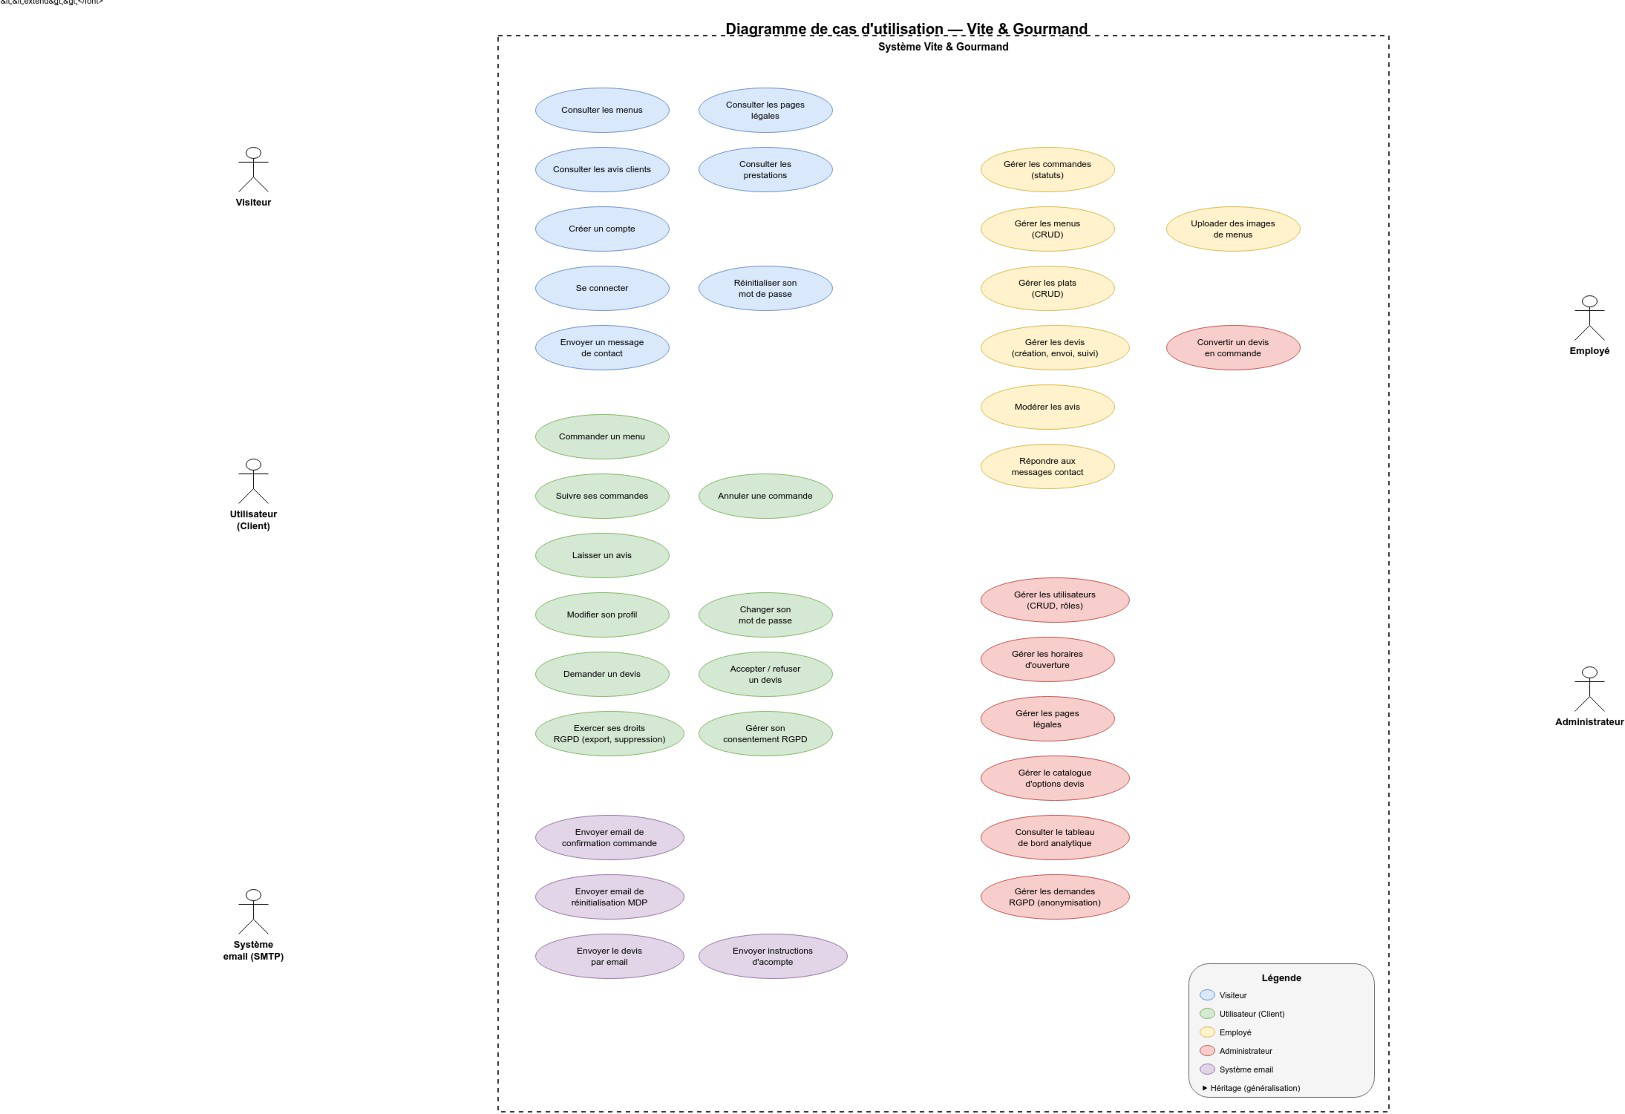 &lt;&lt;extend&gt;&gt;</font>
Diagramme de cas d'utilisation — Vite & Gourmand
Système Vite & Gourmand
Consulter les menus
Consulter les pages
légales
Visiteur
Consulter les avis clients
Consulter les
prestations
Créer un compte
Se connecter
Réinitialiser son
mot de passe
Envoyer un message
de contact
Gérer les commandes
(statuts)
Gérer les menus
(CRUD)
Uploader des images
de menus
Gérer les plats
(CRUD)
Gérer les devis
(création, envoi, suivi)
Convertir un devis
en commande
Modérer les avis
Répondre aux
messages contact
Employé
Utilisateur
(Client)
Commander un menu
Suivre ses commandes
Annuler une commande
Laisser un avis
Modifier son profil
Changer son
mot de passe
Demander un devis
Accepter / refuser
un devis
Exercer ses droits
RGPD (export, suppression)
Gérer son
consentement RGPD
Gérer les utilisateurs
(CRUD, rôles)
Gérer les horaires
d'ouverture
Gérer les pages
légales
Gérer le catalogue
d'options devis
Consulter le tableau
de bord analytique
Gérer les demandes
RGPD (anonymisation)
Administrateur
Système
email (SMTP)
Envoyer email de
confirmation commande
Envoyer email de
réinitialisation MDP
Envoyer le devis
par email
Envoyer instructions
d'acompte
Légende
Visiteur
Utilisateur (Client)
Employé
Administrateur
Système email
► Héritage (généralisation)